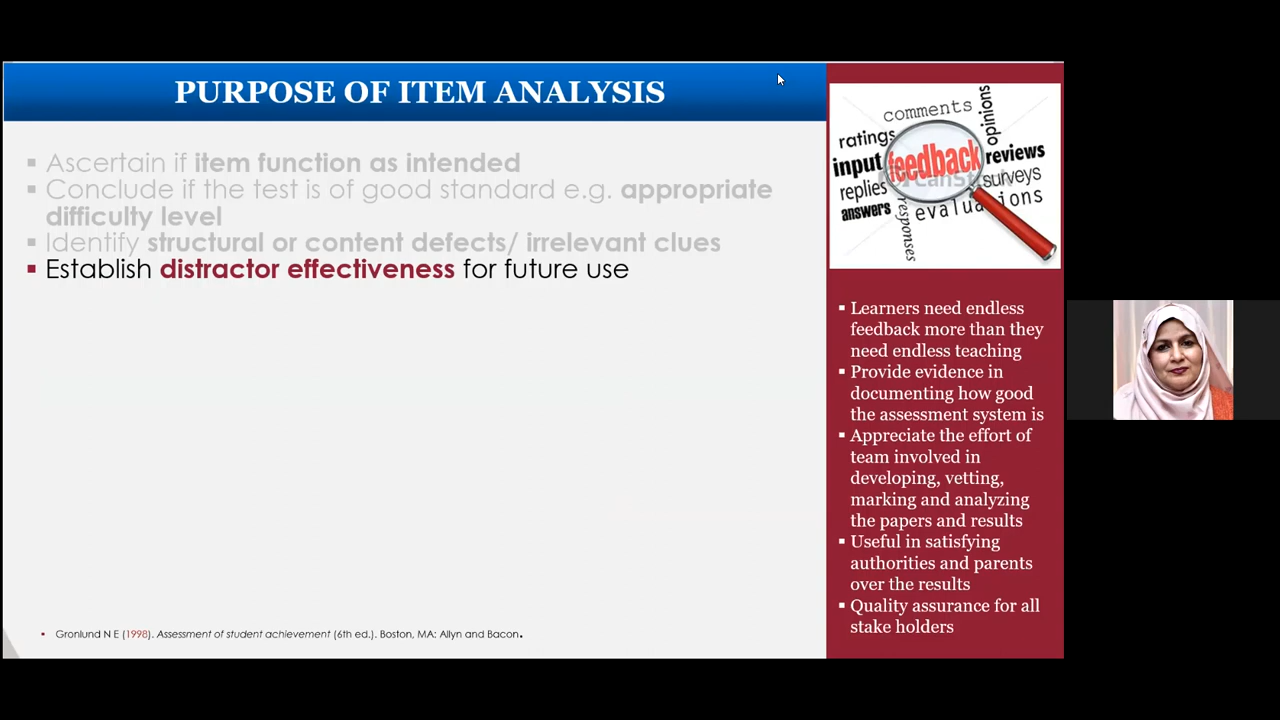 PURPOSE OF ITEM ANALYSIS
▪ Ascertain if item function as intended
▪ Conclude if the test is of good standard e.g. appropriate
difficulty level
▪ Identify structural or content defects/ irrelevant clues
▪ Establish distractor effectiveness for future use
• Gronlund N E (1998). Assessment of student achievement (6th ed.). Boston, MA: Allyn and Bacon.
comments
opinions
ratings
input
feedback
reviews
replies
surveys
answers
responses
evaluations
▪ Learners need endless
feedback more than they
need endless teaching
▪ Provide evidence in
documenting how good
the assessment system is
▪ Appreciate the effort of
team involved in
developing, vetting,
marking and analyzing
the papers and results
▪ Useful in satisfying
authorities and parents
over the results
▪ Quality assurance for all
stake holders